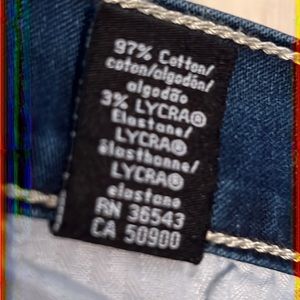 97% Cotton/
coton/algodón/
algodão
3% LYCRA®
Elastane/
LYCRA®
élasthanne/
LYCRA®
elastano
RN 36543
CA 50900